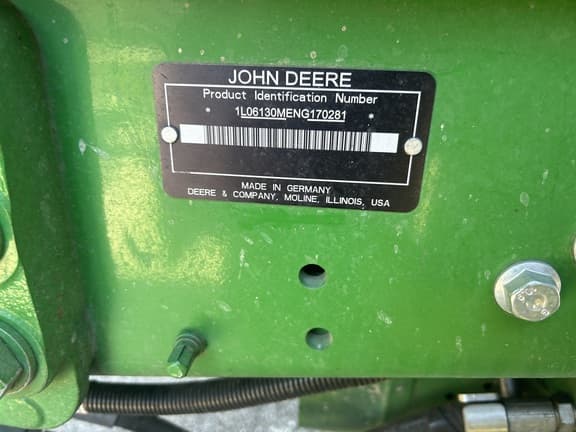 JOHN DEERE
Product Identification Number
* 1L06130MENG170281 *
MADE IN GERMANY
DEERE & COMPANY, MOLINE, ILLINOIS, USA